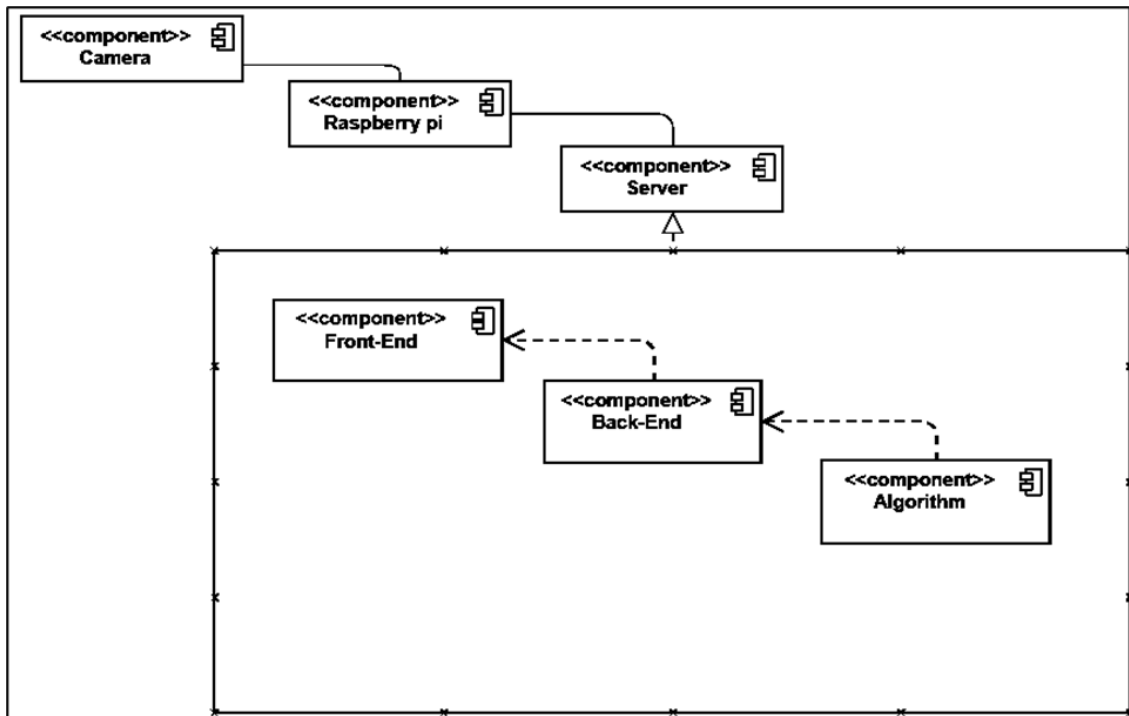 <<component>>
Camera
<<component>>
Raspberry pi
<<component>>
Server
<<component>>
Front-End
<<component>>
Back-End
<<component>>
Algorithm